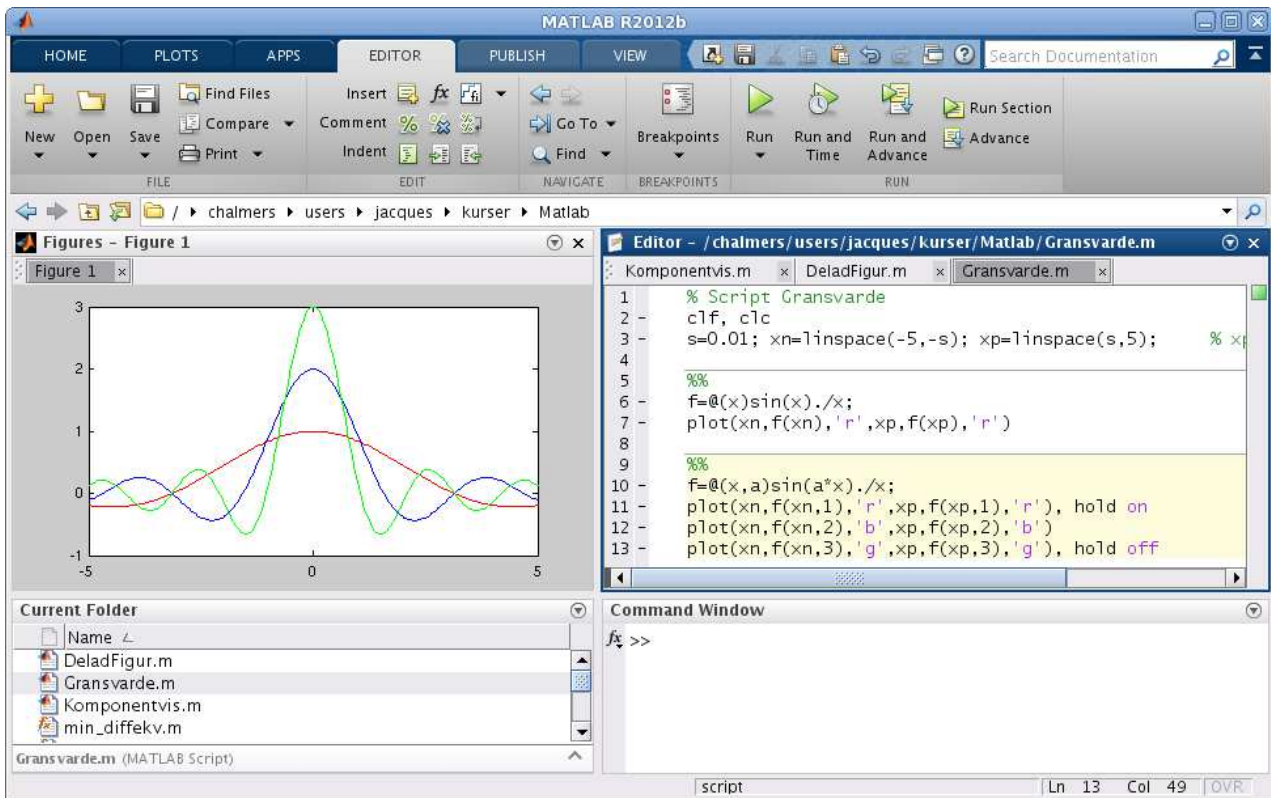 MATLAB R2012b
HOME PLOTS APPS EDITOR PUBLISH VIEW Search Documentation
New Open Save Find Files Compare Print
FILE
Insert fx
Comment %
Indent
EDIT
Go To
Find
NAVIGATE
Breakpoints
BREAKPOINTS
Run Run and Time Run and Advance Run Section Advance
RUN
/ chalmers users jacques kurser Matlab
Figures - Figure 1
Figure 1
3
2
1
0
-1
-5 0 5
Editor - /chalmers/users/jacques/kurser/Matlab/Gransvarde.m
Komponentvis.m DeladFigur.m Gransvarde.m
1 % Script Gransvarde
2 - clf, clc
3 - s=0.01; xn=linspace(-5,-s); xp=linspace(s,5); %
4
5 %%
6 - f=@(x)sin(x)./x;
7 - plot(xn,f(xn),'r',xp,f(xp),'r')
8
9 %%
10 - f=@(x,a)sin(a*x)./x;
11 - plot(xn,f(xn,1),'r',xp,f(xp,1),'r'), hold on
12 - plot(xn,f(xn,2),'b',xp,f(xp,2),'b')
13 - plot(xn,f(xn,3),'g',xp,f(xp,3),'g'), hold off
Current Folder
Name
DeladFigur.m
Gransvarde.m
Komponentvis.m
min_diffekv.m
Gransvarde.m (MATLAB Script)
Command Window
fx >>
script Ln 13 Col 49 OVR